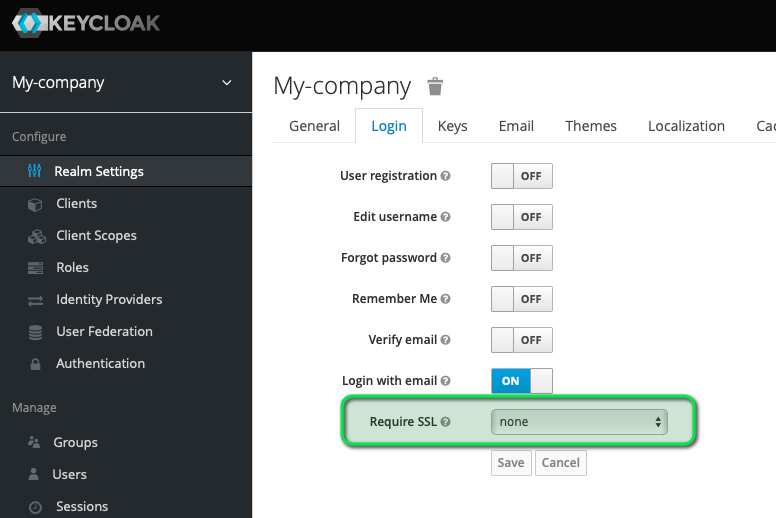 KEYCLOAK
My-company
Configure
Realm Settings
Clients
Client Scopes
Roles
Identity Providers
User Federation
Authentication
Manage
Groups
Users
Sessions
My-company
General Login Keys Email Themes Localization Cac
User registration OFF
Edit username OFF
Forgot password OFF
Remember Me OFF
Verify email OFF
Login with email ON
Require SSL none
Save Cancel